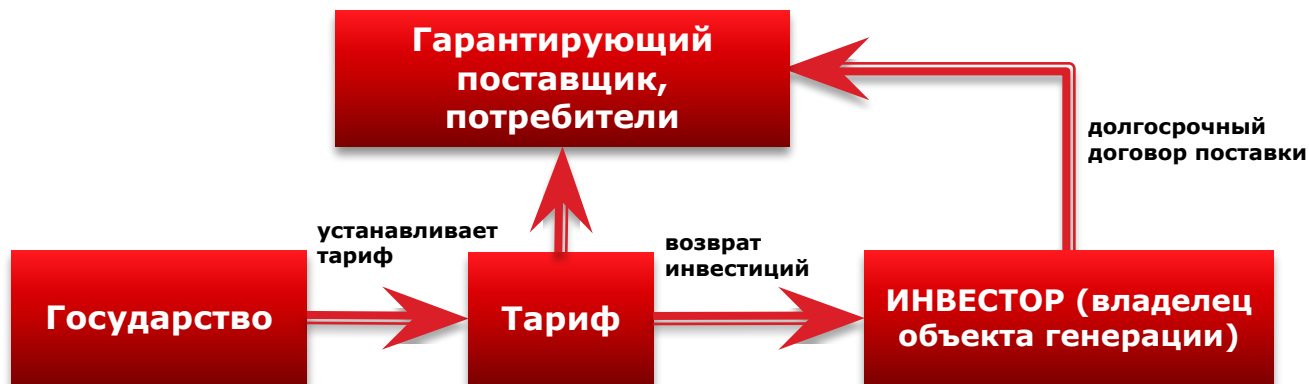 Гарантирующий
поставщик,
потребители
долгосрочный
договор поставки
устанавливает
тариф
возврат
инвестиций
Государство
Тариф
ИНВЕСТОР (владелец
объекта генерации)